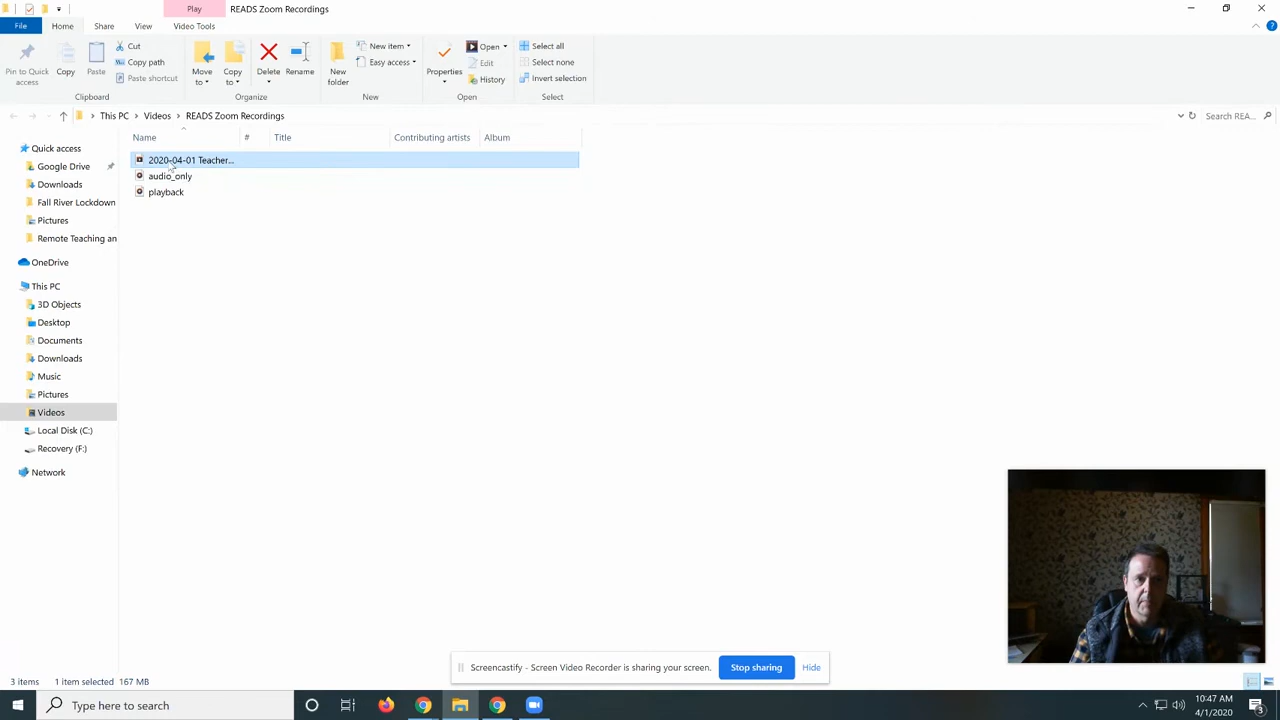 Play READS Zoom Recordings
File Home Share View Video Tools
Pin to Quick access
Copy
Paste
Cut
Copy path
Paste shortcut
Clipboard
Move to
Copy to
Delete
Rename
Organize
New folder
New item
Easy access
New
Properties
Open
Edit
History
Open
Select all
Select none
Invert selection
Select
This PC > Videos > READS Zoom Recordings
Search REA...
Name # Title Contributing artists Album
2020-04-01 Teacher...
audio_only
playback
Quick access
Google Drive
Downloads
Fall River Lockdown
Pictures
Remote Teaching an
OneDrive
This PC
3D Objects
Desktop
Documents
Downloads
Music
Pictures
Videos
Local Disk (C:)
Recovery (F:)
Network
Screencastify - Screen Video Recorder is sharing your screen. Stop sharing Hide
3 items 1 item selected 167 MB
Type here to search
10:47 AM
4/1/2020
3